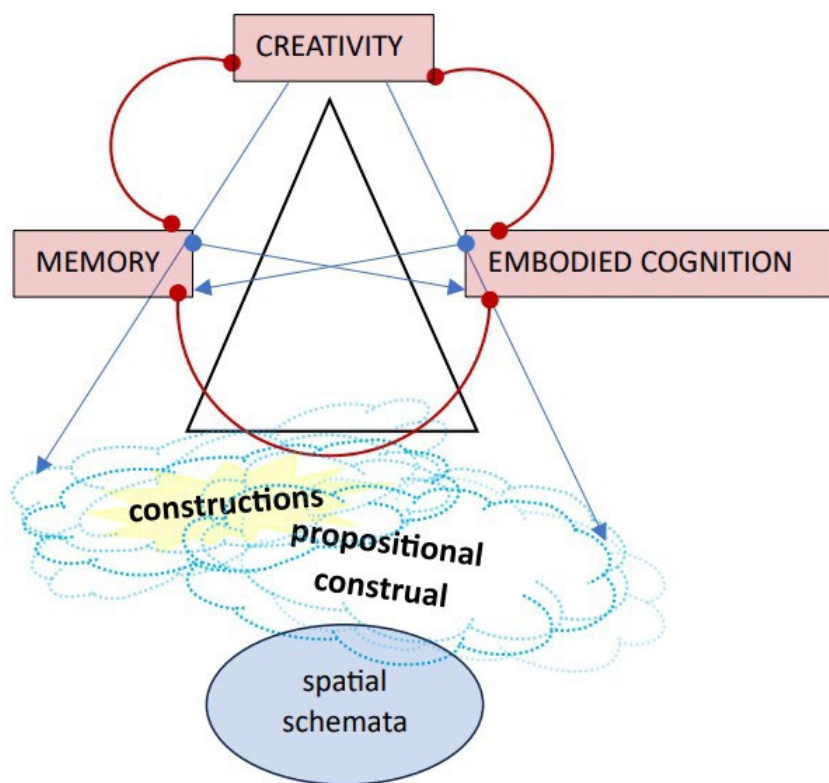 CREATIVITY
MEMORY
EMBODIED COGNITION
constructions
propositional
construal
spatial
schemata